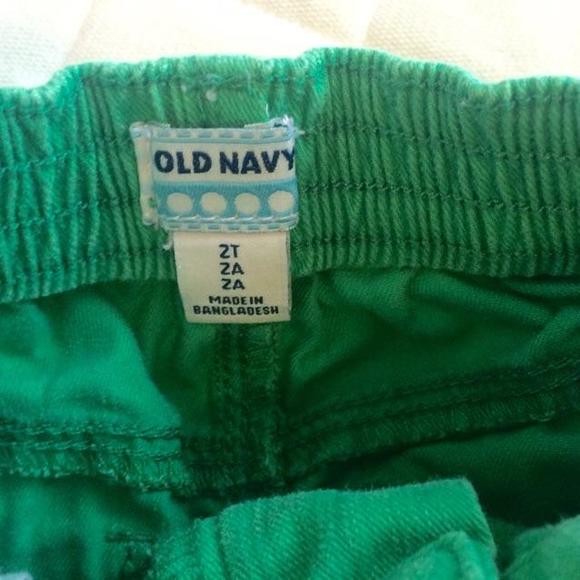 OLD NAVY
2T
2A
2A
MADE IN
BANGLADESH